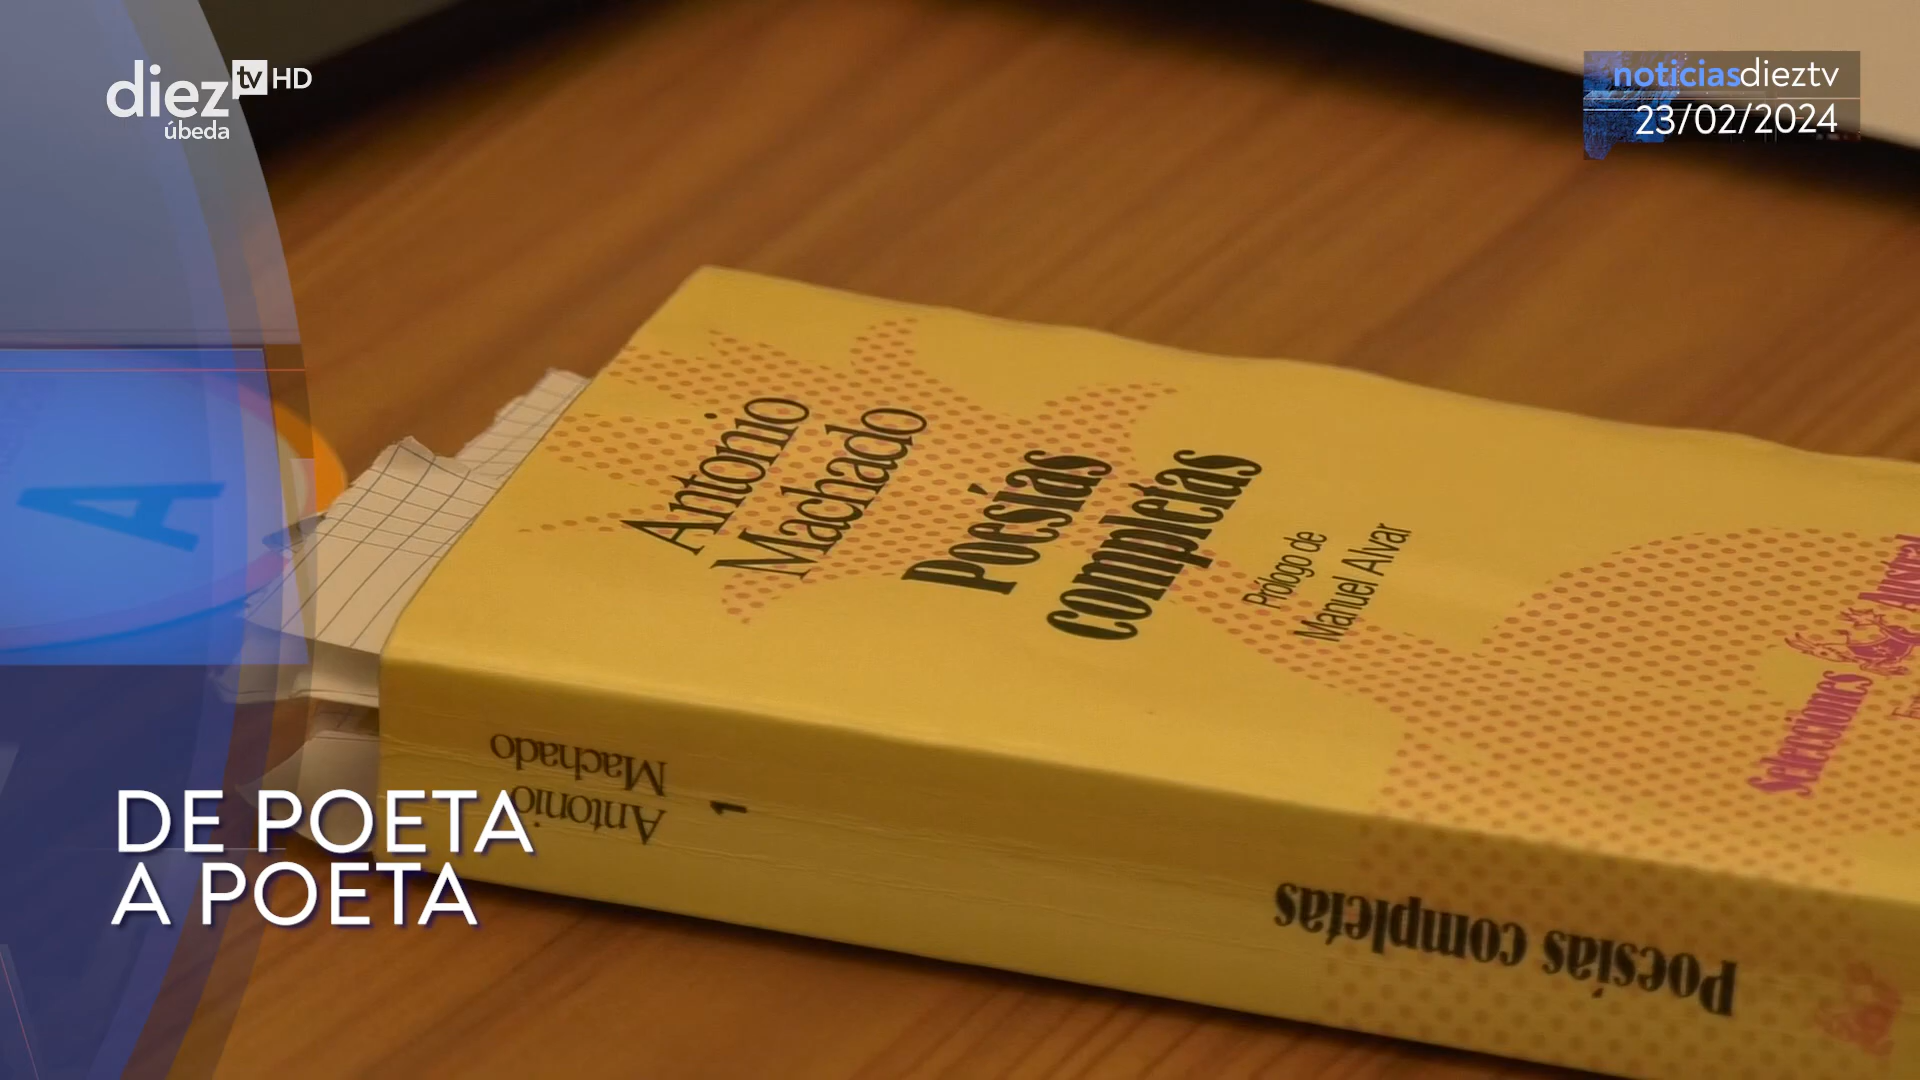 diez tv HD
úbeda
noticiasdieztv
23/02/2024
Antonio
Machado
Poesías
completas
Prólogo de
Manuel Alvar
Selecciones Austral
Antonio
Machado
1
Poesías completas
A
DE POETA
A POETA